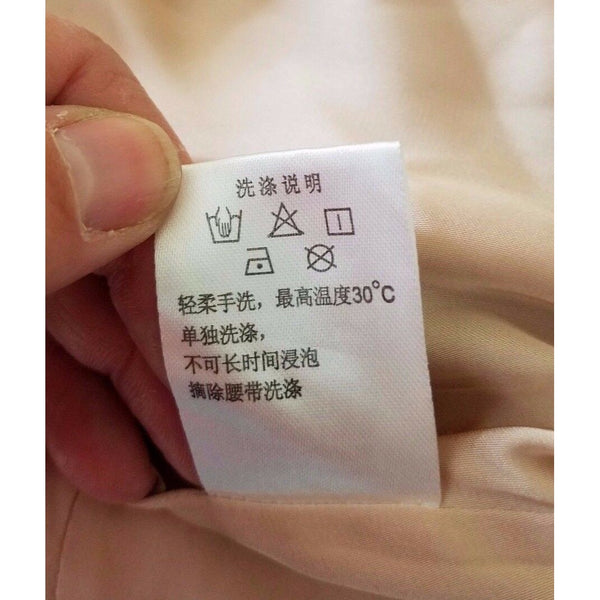 洗涤说明
轻柔手洗，最高温度30°C
单独洗涤，
不可长时间浸泡
摘除腰带洗涤